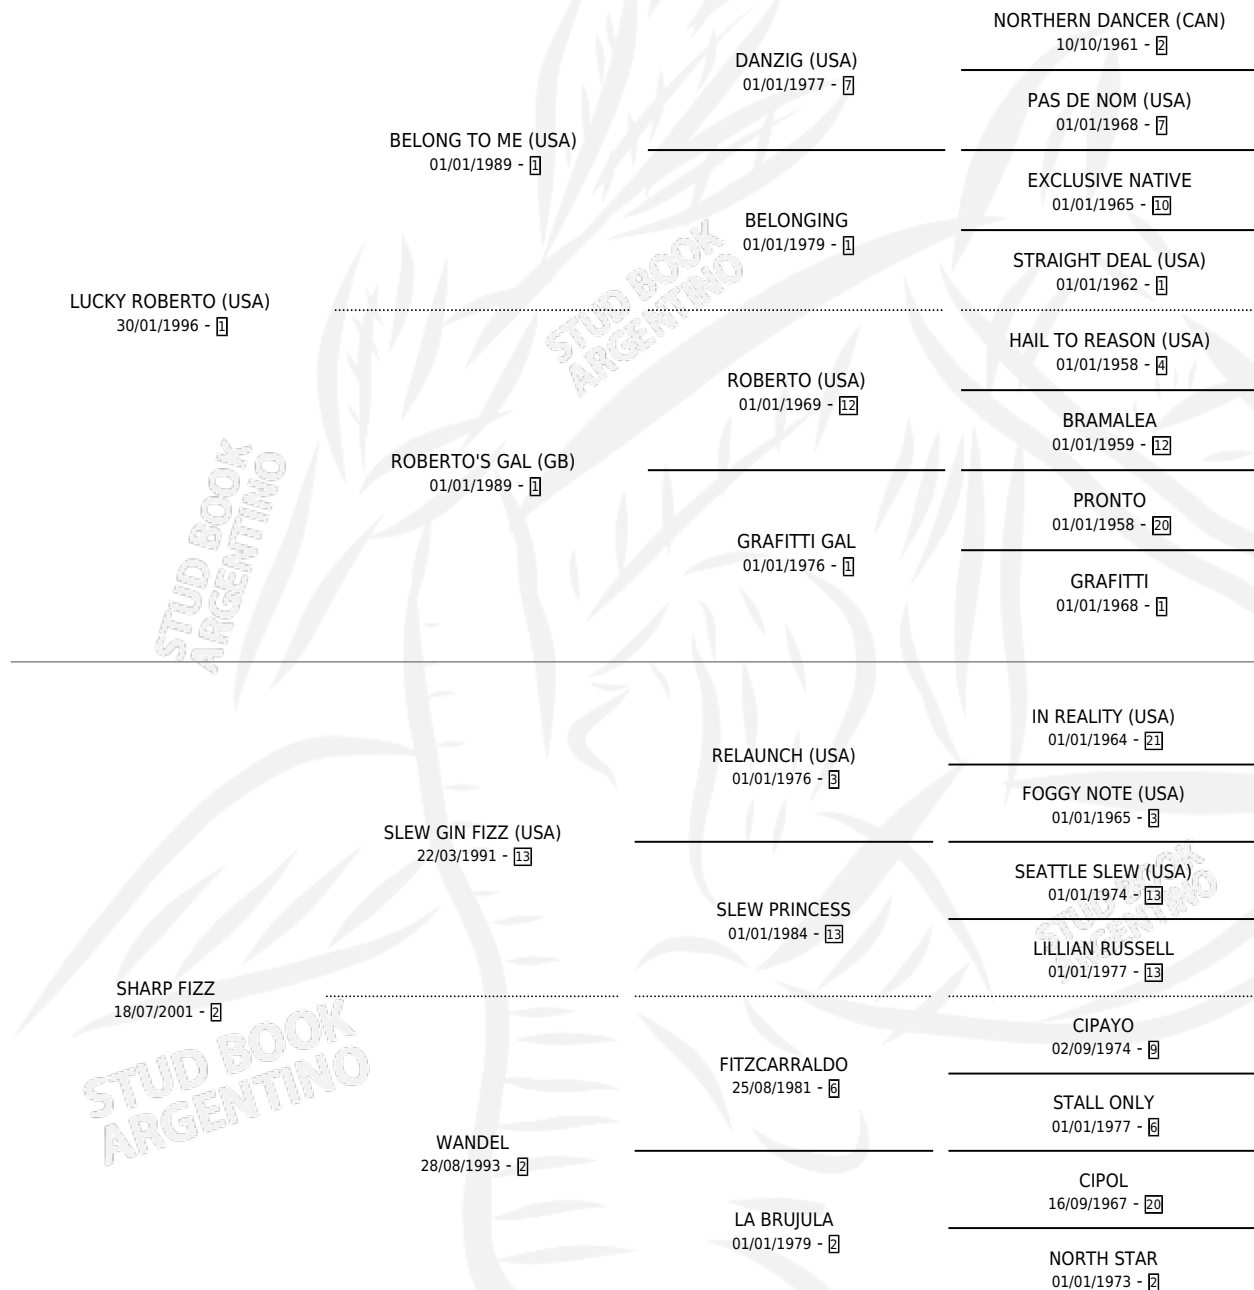 NORTHERN DANCER (CAN)
10/10/1961 - 2
DANZIG (USA)
01/01/1977 - 7
PAS DE NOM (USA)
01/01/1968 - 7
BELONG TO ME (USA)
01/01/1989 - 1
EXCLUSIVE NATIVE
01/01/1965 - 10
BELONGING
01/01/1979 - 1
STRAIGHT DEAL (USA)
01/01/1962 - 1
LUCKY ROBERTO (USA)
30/01/1996 - 1
STUD BOOK
ARGENTINO
HAIL TO REASON (USA)
01/01/1958 - 4
ROBERTO (USA)
01/01/1969 - 12
BRAMALEA
01/01/1959 - 12
ROBERTO'S GAL (GB)
01/01/1989 - 1
PRONTO
01/01/1958 - 20
GRAFITTI GAL
01/01/1976 - 1
GRAFITTI
01/01/1968 - 1
STUD BOOK
ARGENTINO
IN REALITY (USA)
01/01/1964 - 21
RELAUNCH (USA)
01/01/1976 - 3
FOGGY NOTE (USA)
01/01/1965 - 3
SLEW GIN FIZZ (USA)
22/03/1991 - 13
SEATTLE SLEW (USA)
01/01/1974 - 13
STUD BOOK
ARGENTINO
SLEW PRINCESS
01/01/1984 - 13
LILLIAN RUSSELL
01/01/1977 - 13
SHARP FIZZ
18/07/2001 - 2
STUD BOOK
ARGENTINO
CIPAYO
02/09/1974 - 9
FITZCARRALDO
25/08/1981 - 6
STALL ONLY
01/01/1977 - 6
WANDEL
28/08/1993 - 2
CIPOL
16/09/1967 - 20
LA BRUJULA
01/01/1979 - 2
NORTH STAR
01/01/1973 - 2